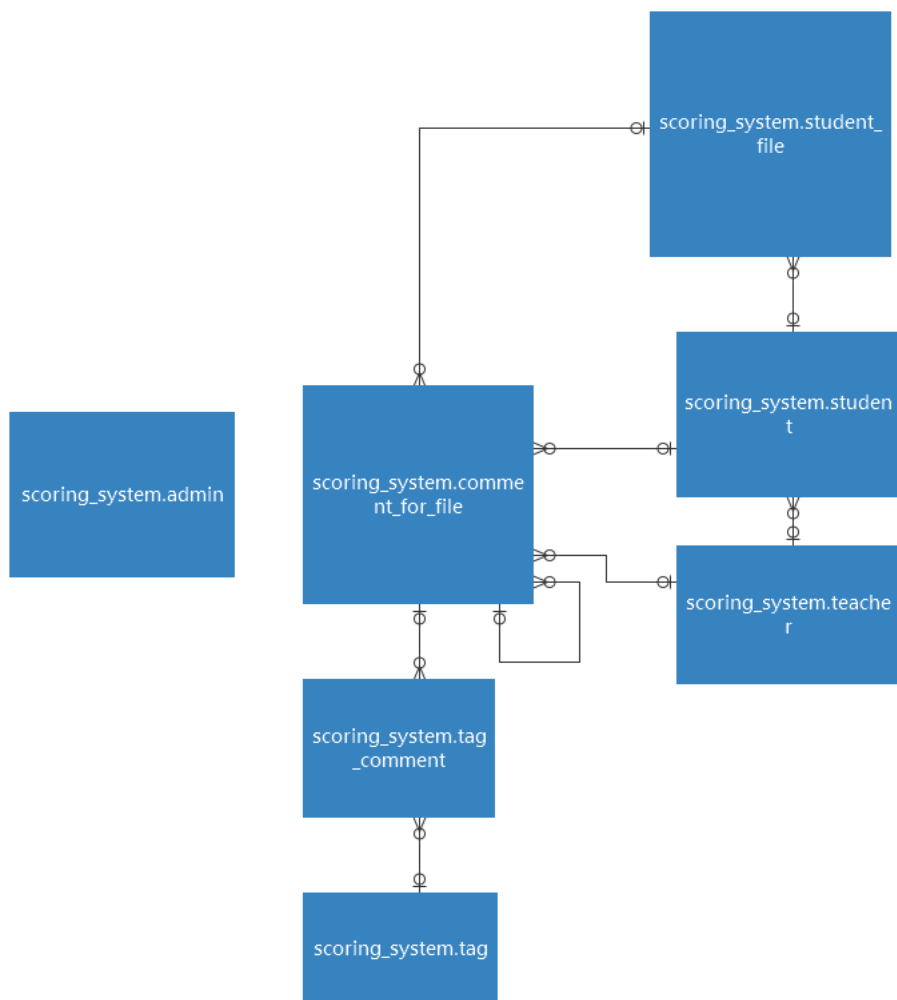 scoring_system.student_
file
scoring_system.studen
t
scoring_system.comme
nt_for_file
scoring_system.admin
scoring_system.teache
r
scoring_system.tag
_comment
scoring_system.tag